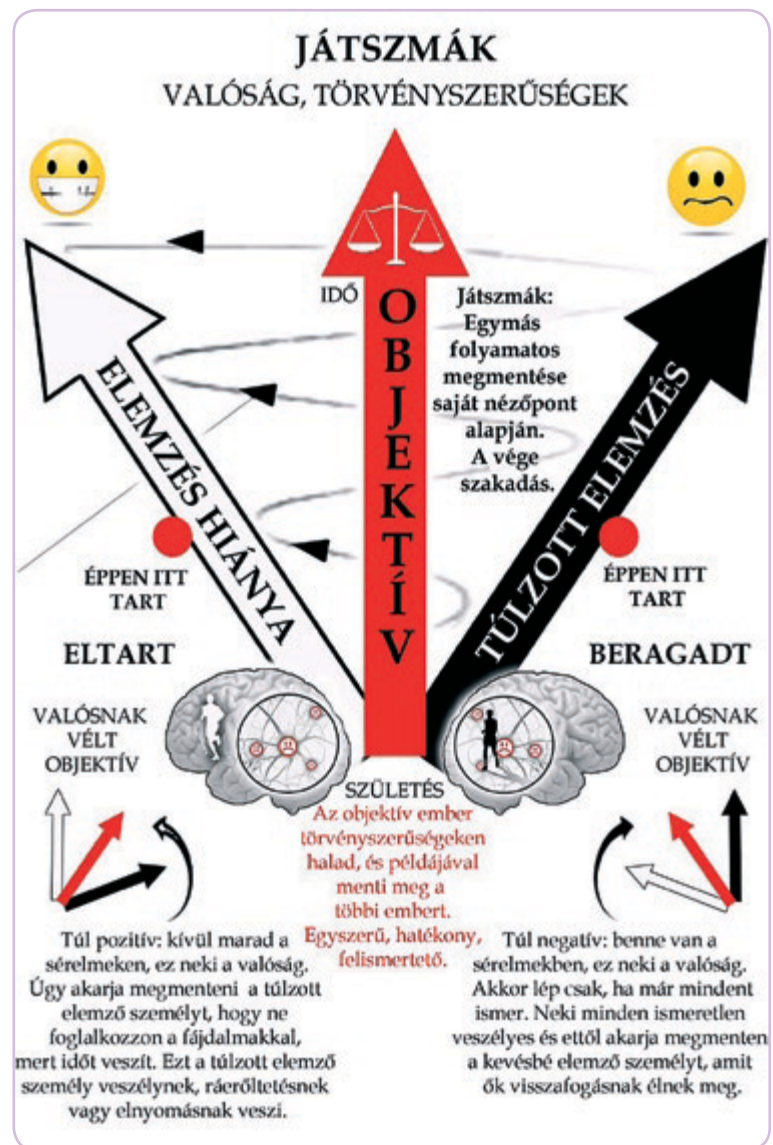 JÁTSZMÁK
VALÓSÁG, TÖRVÉNYSZERŰSÉGEK
IDŐ
OBJEKTÍV
Játszmák:
Egymás
folyamatos
megmentése
saját nézőpont
alapján.
A vége
szakadás.
ELEMZÉS HIÁNYA
TÚLZOTT ELEMZÉS
ÉPPEN ITT
TART
ELTART
VALÓSNAK
VÉLT
OBJEKTÍV
ÉPPEN ITT
TART
BERAGADT
VALÓSNAK
VÉLT
OBJEKTÍV
SZÜLETÉS
Az objektív ember
törvényszerűségeken
halad, és példájával
menti meg a
többi embert.
Egyszerű, hatékony,
felismertető.
Túl pozitív: kívül marad a
sérelmeken, ez neki a valóság.
Úgy akarja megmenteni a túlzott
elemző személyt, hogy ne
foglalkozzon a fájdalmakkal,
mert időt veszít. Ezt a túlzott elemző
személy veszélynek, ráerőltetésnek
vagy elnyomásnak veszi.
Túl negatív: benne van a
sérelmekben, ez neki a valóság.
Akkor lép csak, ha már mindent
ismer. Neki minden ismeretlen
veszélyes és ettől akarja megmenten
a kevésbé elemző személyt, amit
ők visszafogásnak élnek meg.